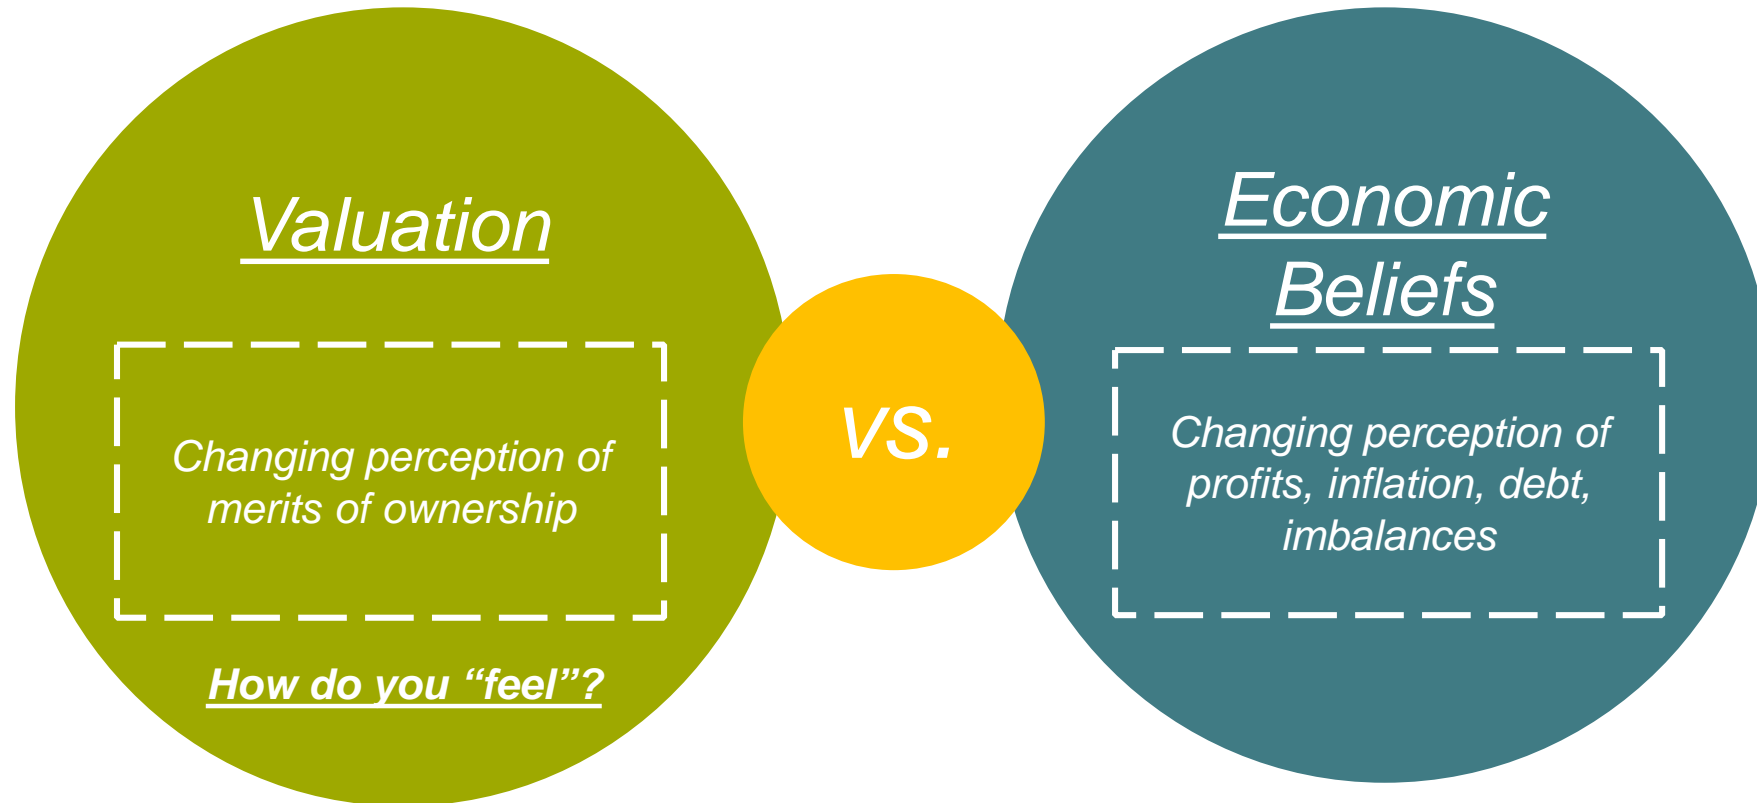 Valuation
Changing perception of
merits of ownership
How do you “feel”?
vs.
Economic
Beliefs
Changing perception of
profits, inflation, debt,
imbalances